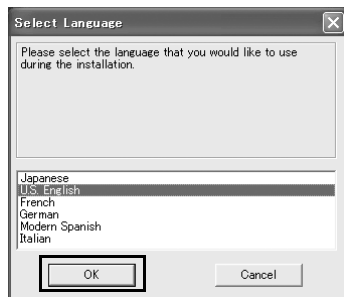 Select Language
Please select the language that you would like to use
during the installation.
Japanese
U.S. English
French
German
Modern Spanish
Italian
OK
Cancel